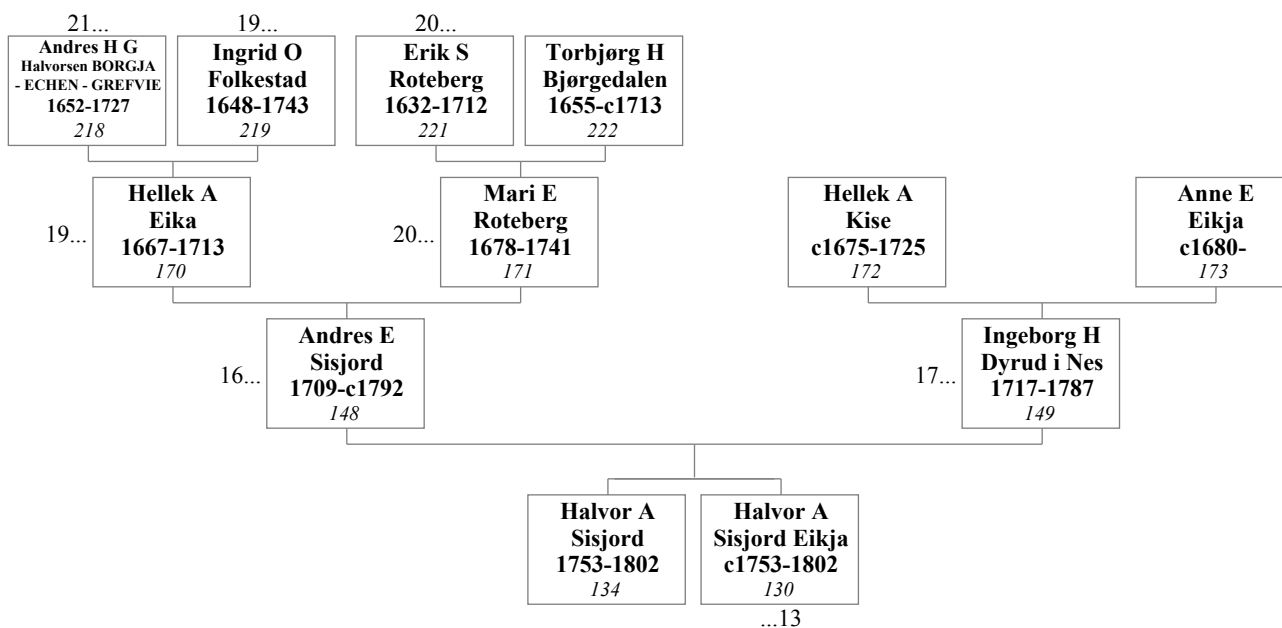 21...
19...
20...
Andres H G
Halvorsen BORGJA
- ECHEN - GREFVIE
1652-1727
218
Ingrid O
Folkestad
1648-1743
219
Erik S
Roteberg
1632-1712
221
Torbjørg H
Bjørgedalen
1655-c1713
222
19...
Hellek A
Eika
1667-1713
170
20...
Mari E
Roteberg
1678-1741
171
Hellek A
Kise
c1675-1725
172
Anne E
Eikja
c1680-
173
16...
Andres E
Sisjord
1709-c1792
148
17...
Ingeborg H
Dyrud i Nes
1717-1787
149
Halvor A
Sisjord
1753-1802
134
Halvor A
Sisjord Eikja
c1753-1802
130
...13